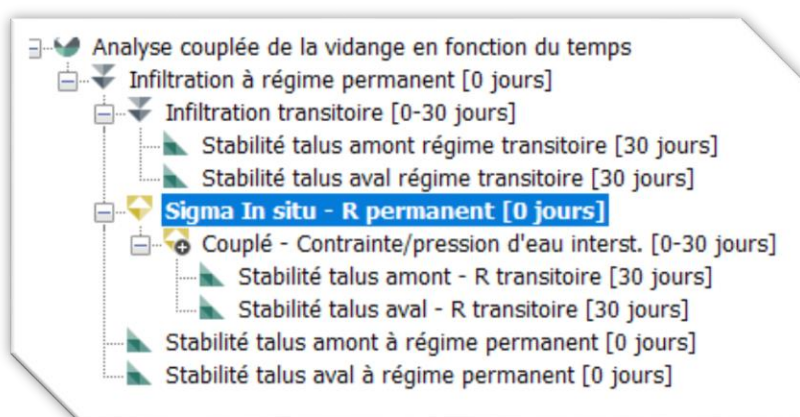 Analyse couplée de la vidange en fonction du temps
Infiltration à régime permanent [0 jours]
Infiltration transitoire [0-30 jours]
Stabilité talus amont régime transitoire [30 jours]
Stabilité talus aval régime transitoire [30 jours]
Sigma In situ - R permanent [0 jours]
Couplé - Contrainte/pression d'eau interst. [0-30 jours]
Stabilité talus amont - R transitoire [30 jours]
Stabilité talus aval - R transitoire [30 jours]
Stabilité talus amont à régime permanent [0 jours]
Stabilité talus aval à régime permanent [0 jours]